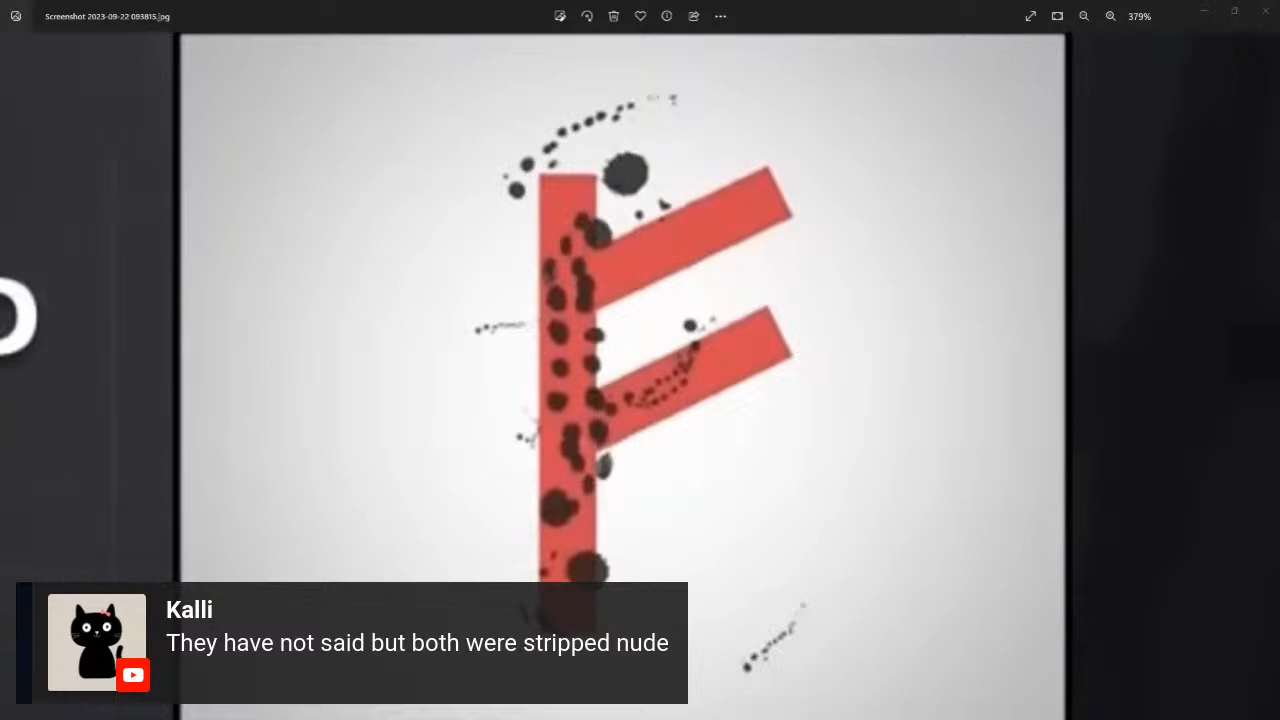 Screenshot 2023-09-22 093815.jpg
379%
Kalli
They have not said but both were stripped nude